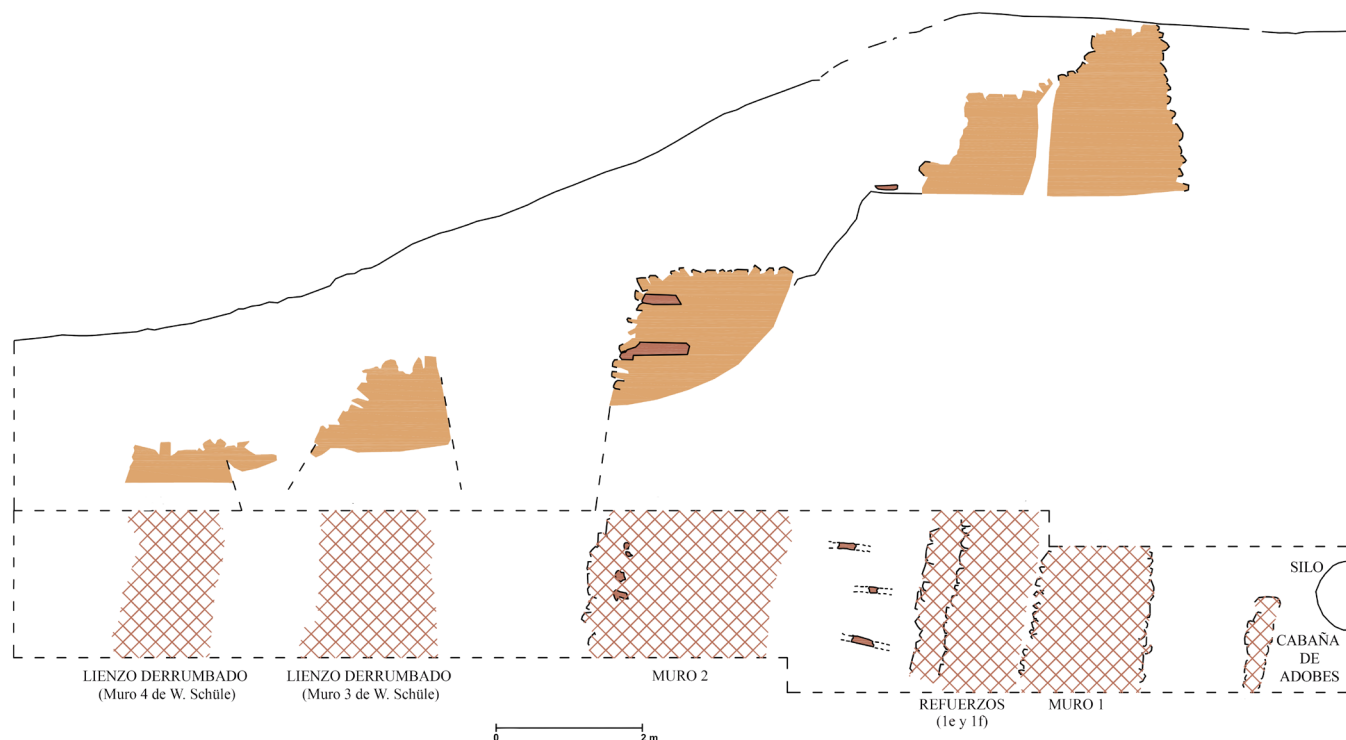 SILO
CABAÑA
DE
ADOBES
LIENZO DERRUMBADO
(Muro 4 de W. Schüle)
LIENZO DERRUMBADO
(Muro 3 de W. Schüle)
MURO 2
REFUERZOS
(1e y 1f)
MURO 1
0 2 m